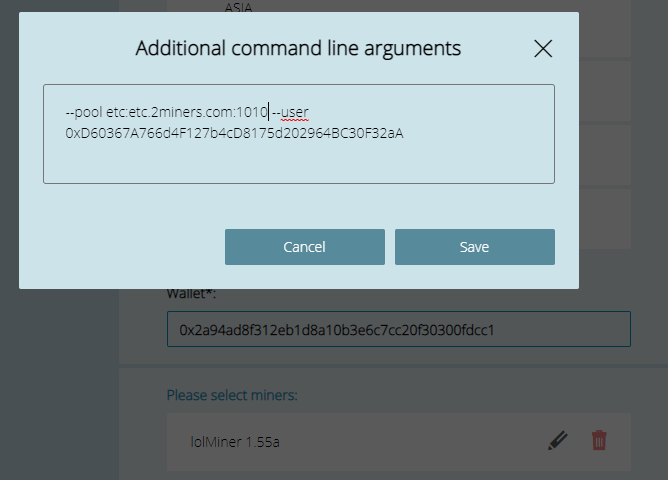 ASIA
Additional command line arguments
--pool etc:etc.2miners.com:1010 --user
0xD60367A766d4F127b4cD8175d202964BC30F32aA
Cancel
Save
Wallet*:
0x2a94ad8f312eb1d8a10b3e6c7cc20f30300fdcc1
Please select miners:
lolMiner 1.55a